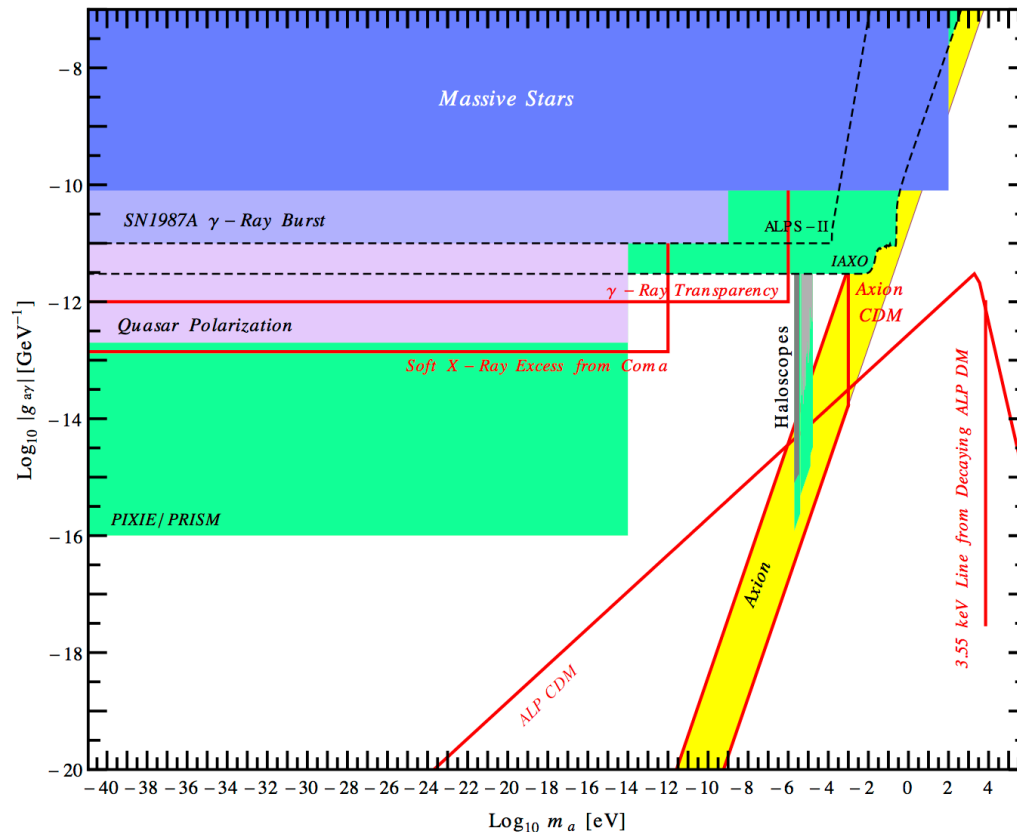 Massive Stars
SN1987A γ−Ray Burst
ALPS−II
IAXO
γ−Ray Transparency
Axion
CDM
Quasar Polarization
Soft X−Ray Excess from Coma
Haloscopes
PIXIE/PRISM
Axion
ALP CDM
3.55 keV Line from Decaying ALP DM
Log10 |g aγ| [GeV−1]
−8
−10
−12
−14
−16
−18
−20
−40 −38 −36 −34 −32 −30 −28 −26 −24 −22 −20 −18 −16 −14 −12 −10 −8 −6 −4 −2 0 2 4
Log10 m a [eV]